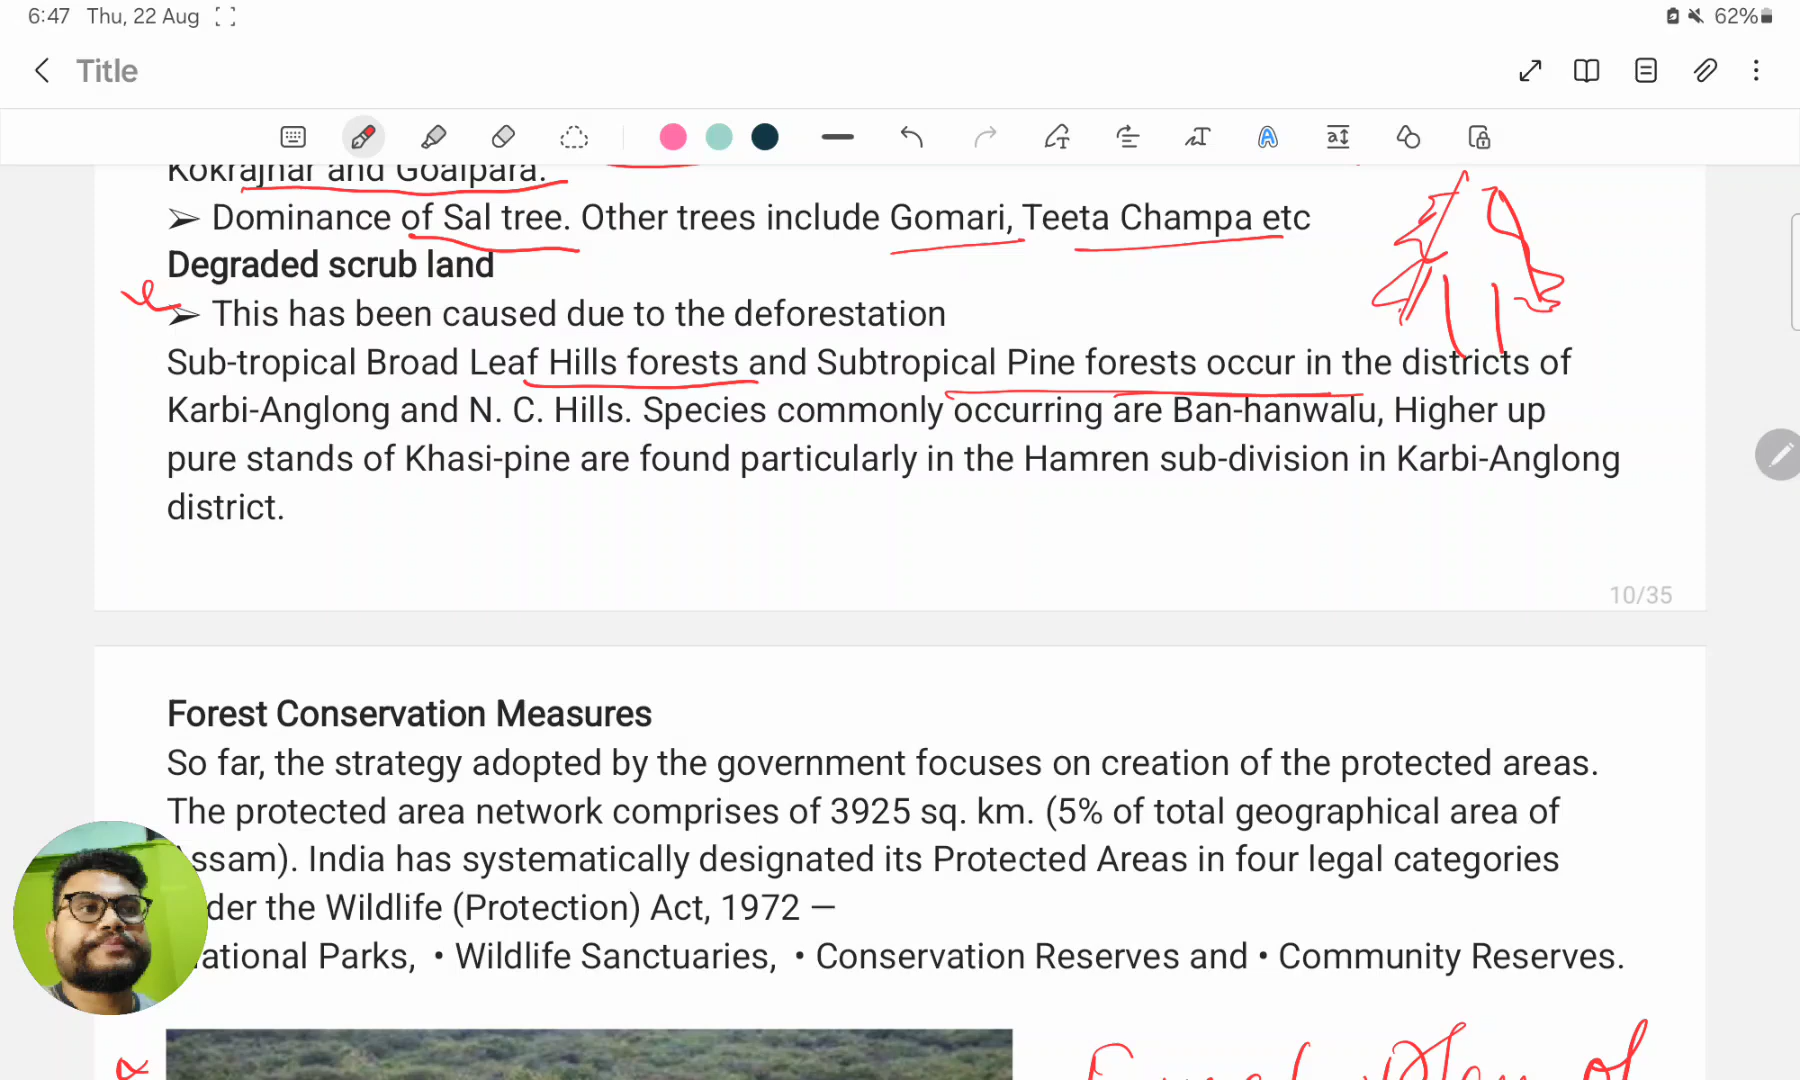 6:47 Thu, 22 Aug 62%
Title
Kokrajhar and Goalpara.
➢ Dominance of Sal tree. Other trees include Gomari, Teeta Champa etc
Degraded scrub land
➢ This has been caused due to the deforestation
Sub-tropical Broad Leaf Hills forests and Subtropical Pine forests occur in the districts of
Karbi-Anglong and N. C. Hills. Species commonly occurring are Ban-hanwalu, Higher up
pure stands of Khasi-pine are found particularly in the Hamren sub-division in Karbi-Anglong
district.
10/35
Forest Conservation Measures
So far, the strategy adopted by the government focuses on creation of the protected areas.
The protected area network comprises of 3925 sq. km. (5% of total geographical area of
ssam). India has systematically designated its Protected Areas in four legal categories
der the Wildlife (Protection) Act, 1972 —
ational Parks, • Wildlife Sanctuaries, • Conservation Reserves and • Community Reserves.
of